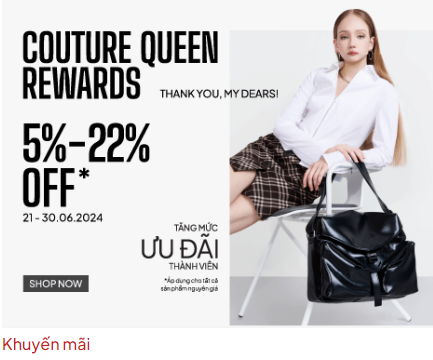 COUTURE QUEEN
REWARDS
THANK YOU, MY DEARS!
5%-22%
OFF*
21 - 30.06.2024
TĂNG MỨC
ƯU ĐÃI
THÀNH VIÊN
*Áp dụng cho tất cả
sản phẩm nguyên giá
SHOP NOW
Khuyến mãi